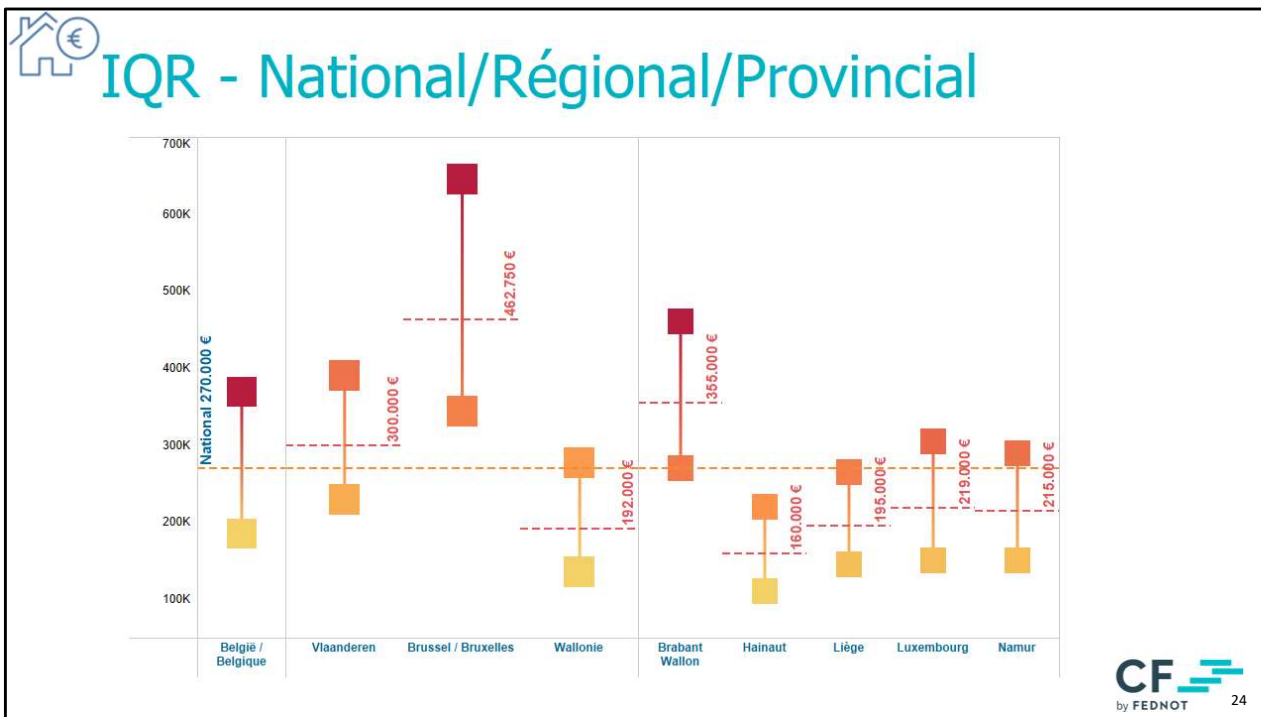 €
IQR - National/Régional/Provincial
700K
600K
500K
400K
300K
200K
100K
National 270.000 €
300.000 €
462.750 €
192.000 €
355.000 €
160.000 €
195.000 €
219.000 €
215.000 €
België /
Belgique
Vlaanderen
Brussel / Bruxelles
Wallonie
Brabant
Wallon
Hainaut
Liège
Luxembourg
Namur
CF
by FEDNOT
24